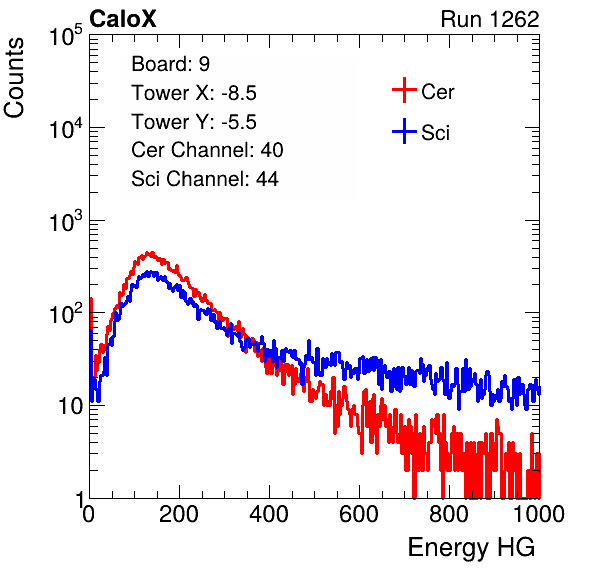 CaloX Run 1262
Counts
10^5
10^4
10^3
10^2
10
1
Board: 9
Tower X: -8.5
Tower Y: -5.5
Cer Channel: 40
Sci Channel: 44
Cer
Sci
0 200 400 600 800 1000
Energy HG